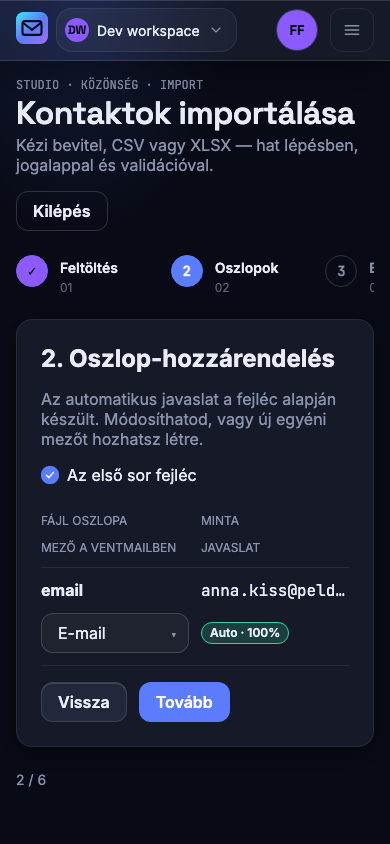 DW Dev workspace FF
STUDIO · KÖZÖNSÉG · IMPORT
Kontaktok importálása
Kézi bevitel, CSV vagy XLSX — hat lépésben,
jogalappal és validációval.
Kilépés
✓ Feltöltés 2 Oszlopok 3
01 02
2. Oszlop-hozzárendelés
Az automatikus javaslat a fejléc alapján
készült. Módosíthatod, vagy új egyéni
mezőt hozhatsz létre.
Az első sor fejléc
FÁJL OSZLOPA MINTA
MEZŐ A VENTMAILBEN JAVASLAT
email anna.kiss@peld…
E-mail Auto · 100%
Vissza Tovább
2 / 6